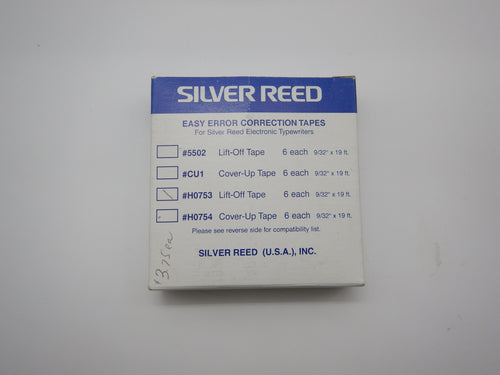 SILVER REED
EASY ERROR CORRECTION TAPES
For Silver Reed Electronic Typewriters
#5502 Lift-Off Tape 6 each 9/32" x 19 ft.
#CU1 Cover-Up Tape 6 each 9/32" x 19 ft.
#H0753 Lift-Off Tape 6 each 9/32" x 19 ft.
#H0754 Cover-Up Tape 6 each 9/32" x 19 ft.
Please see reverse side for compatibility list.
SILVER REED (U.S.A.), INC.
$3.75 ea